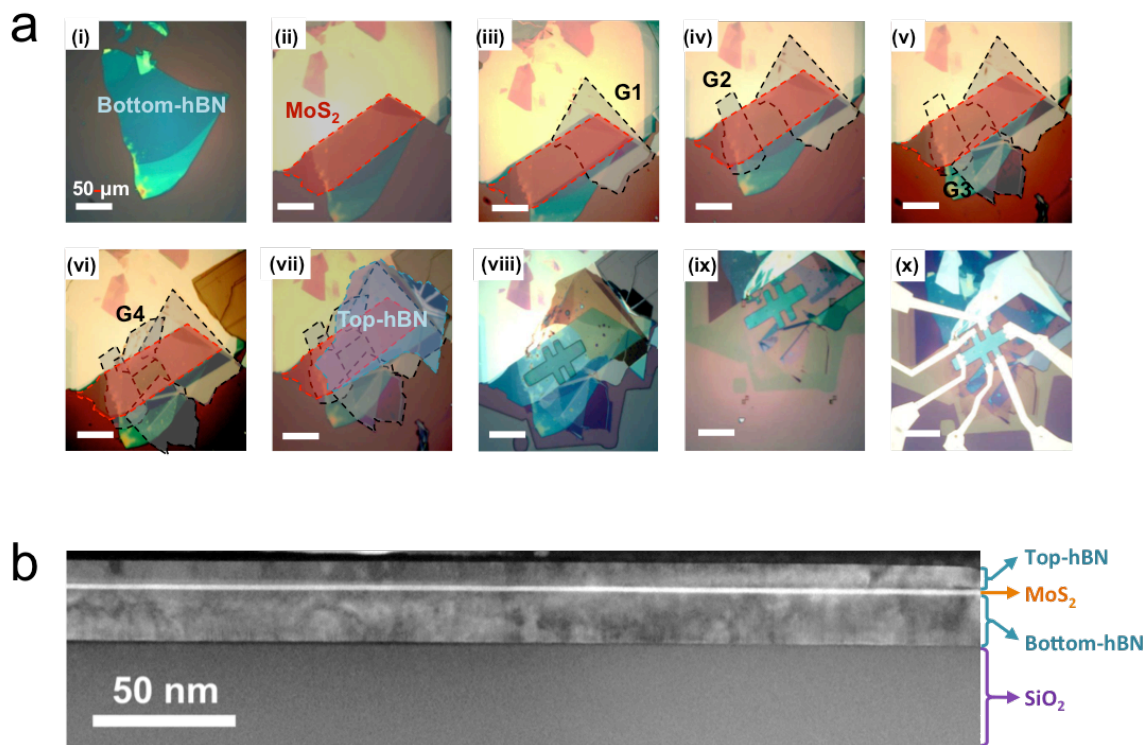 a
(i)
Bottom-hBN
50 µm
(ii)
MoS₂
(iii)
G1
(iv)
G2
(v)
G3
(vi)
G4
(vii)
Top-hBN
(viii)
(ix)
(x)
b
50 nm
Top-hBN
MoS₂
Bottom-hBN
SiO₂